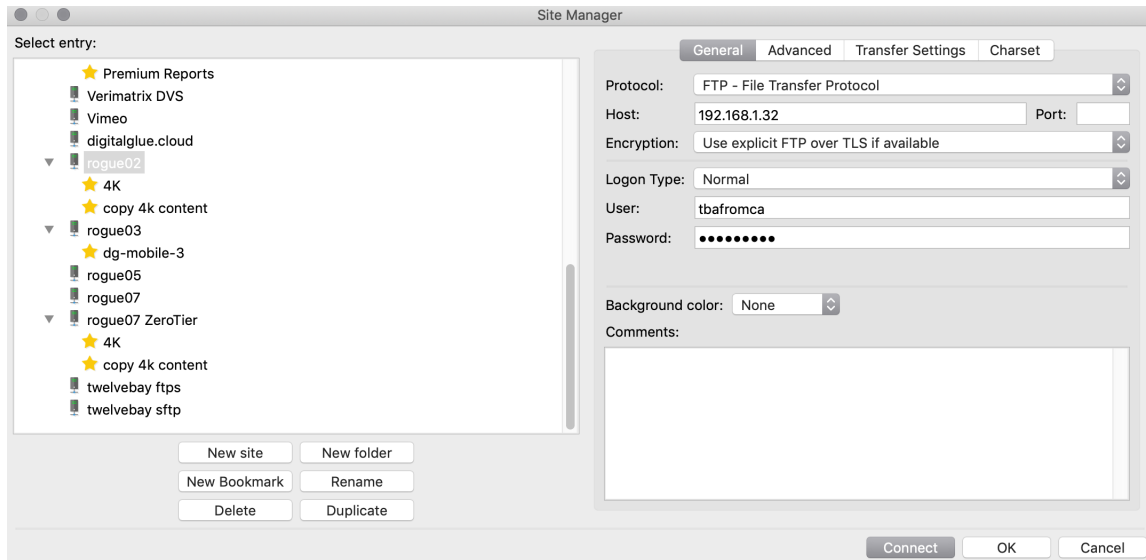 Site Manager
Select entry:
Premium Reports
Verimatrix DVS
Vimeo
digitalglue.cloud
rogue02
4K
copy 4k content
rogue03
dg-mobile-3
rogue05
rogue07
rogue07 ZeroTier
4K
copy 4k content
twelvebay ftps
twelvebay sftp
New site New folder
New Bookmark Rename
Delete Duplicate
General Advanced Transfer Settings Charset
Protocol: FTP - File Transfer Protocol
Host: 192.168.1.32 Port:
Encryption: Use explicit FTP over TLS if available
Logon Type: Normal
User: tbafromca
Password: •••••••••
Background color: None
Comments:
Connect OK Cancel